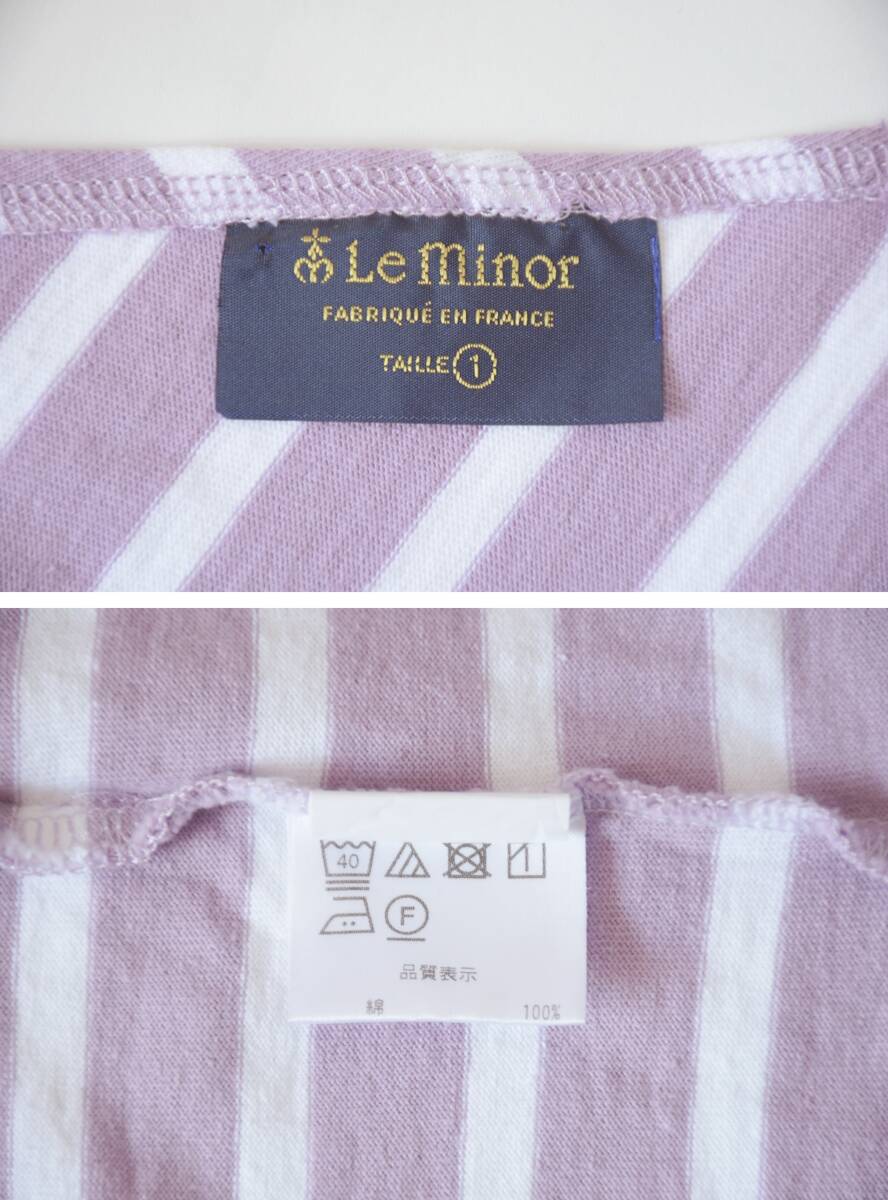 Le minor
FABRIQUÉ EN FRANCE
TAILLE 1
40
F
品質表示
綿 100%